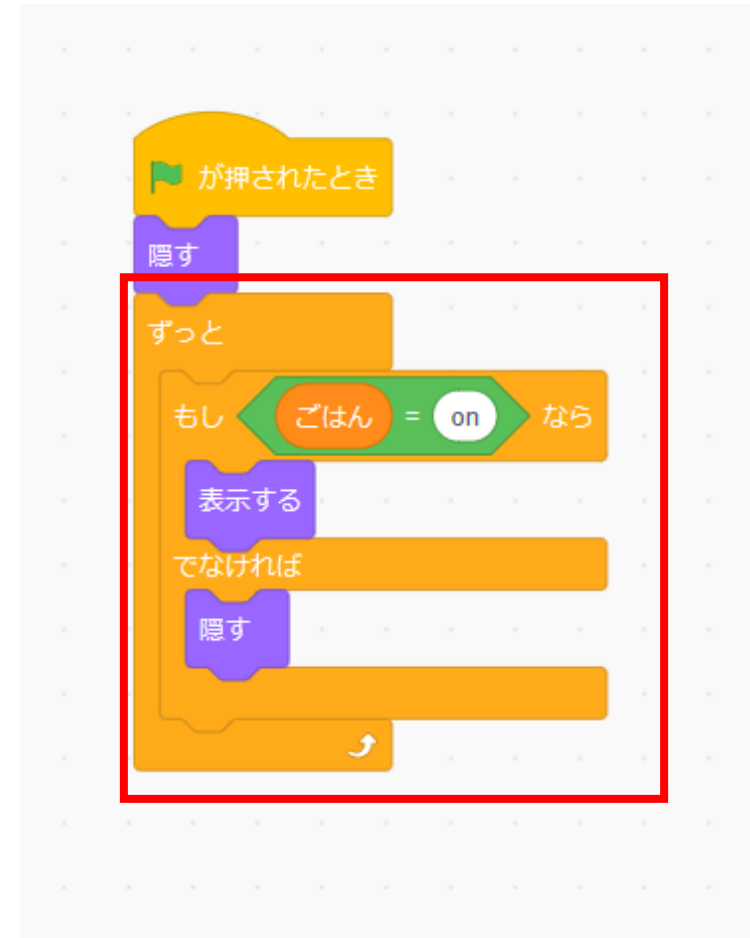 が押されたとき
隠す
ずっと
もし ごはん = on なら
表示する
でなければ
隠す